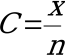 C = x/n